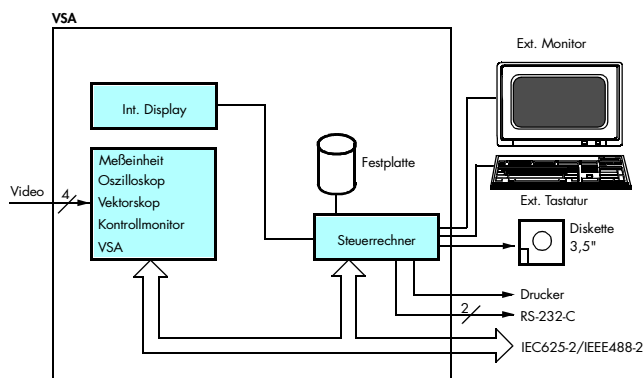 VSA
Ext. Monitor
Int. Display
Meßeinheit
Oszilloskop
Vektorskop
Kontrollmonitor
VSA
Festplatte
Video
4
Ext. Tastatur
Steuerrechner
Diskette
3,5"
Drucker
2
RS-232-C
IEC625-2/IEEE488-2